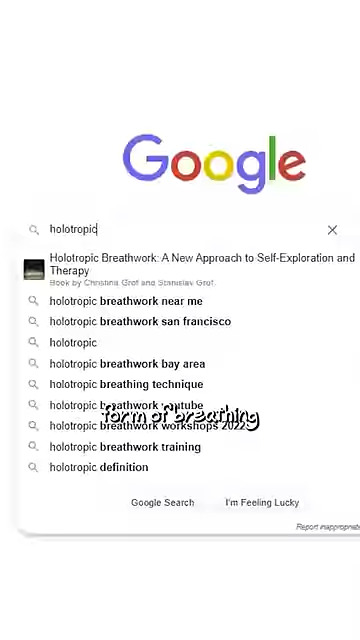 Google
holotropic
Holotropic Breathwork: A New Approach to Self-Exploration and
Therapy
Book by Christina Grof and Stanislav Grof
holotropic breathwork near me
holotropic breathwork san francisco
holotropic
holotropic breathwork bay area
holotropic breathing technique
holotropic breathwork youtube
form of breathing
holotropic breathwork workshops 2022
holotropic breathwork training
holotropic definition
Google Search
I'm Feeling Lucky
Report inappropriate